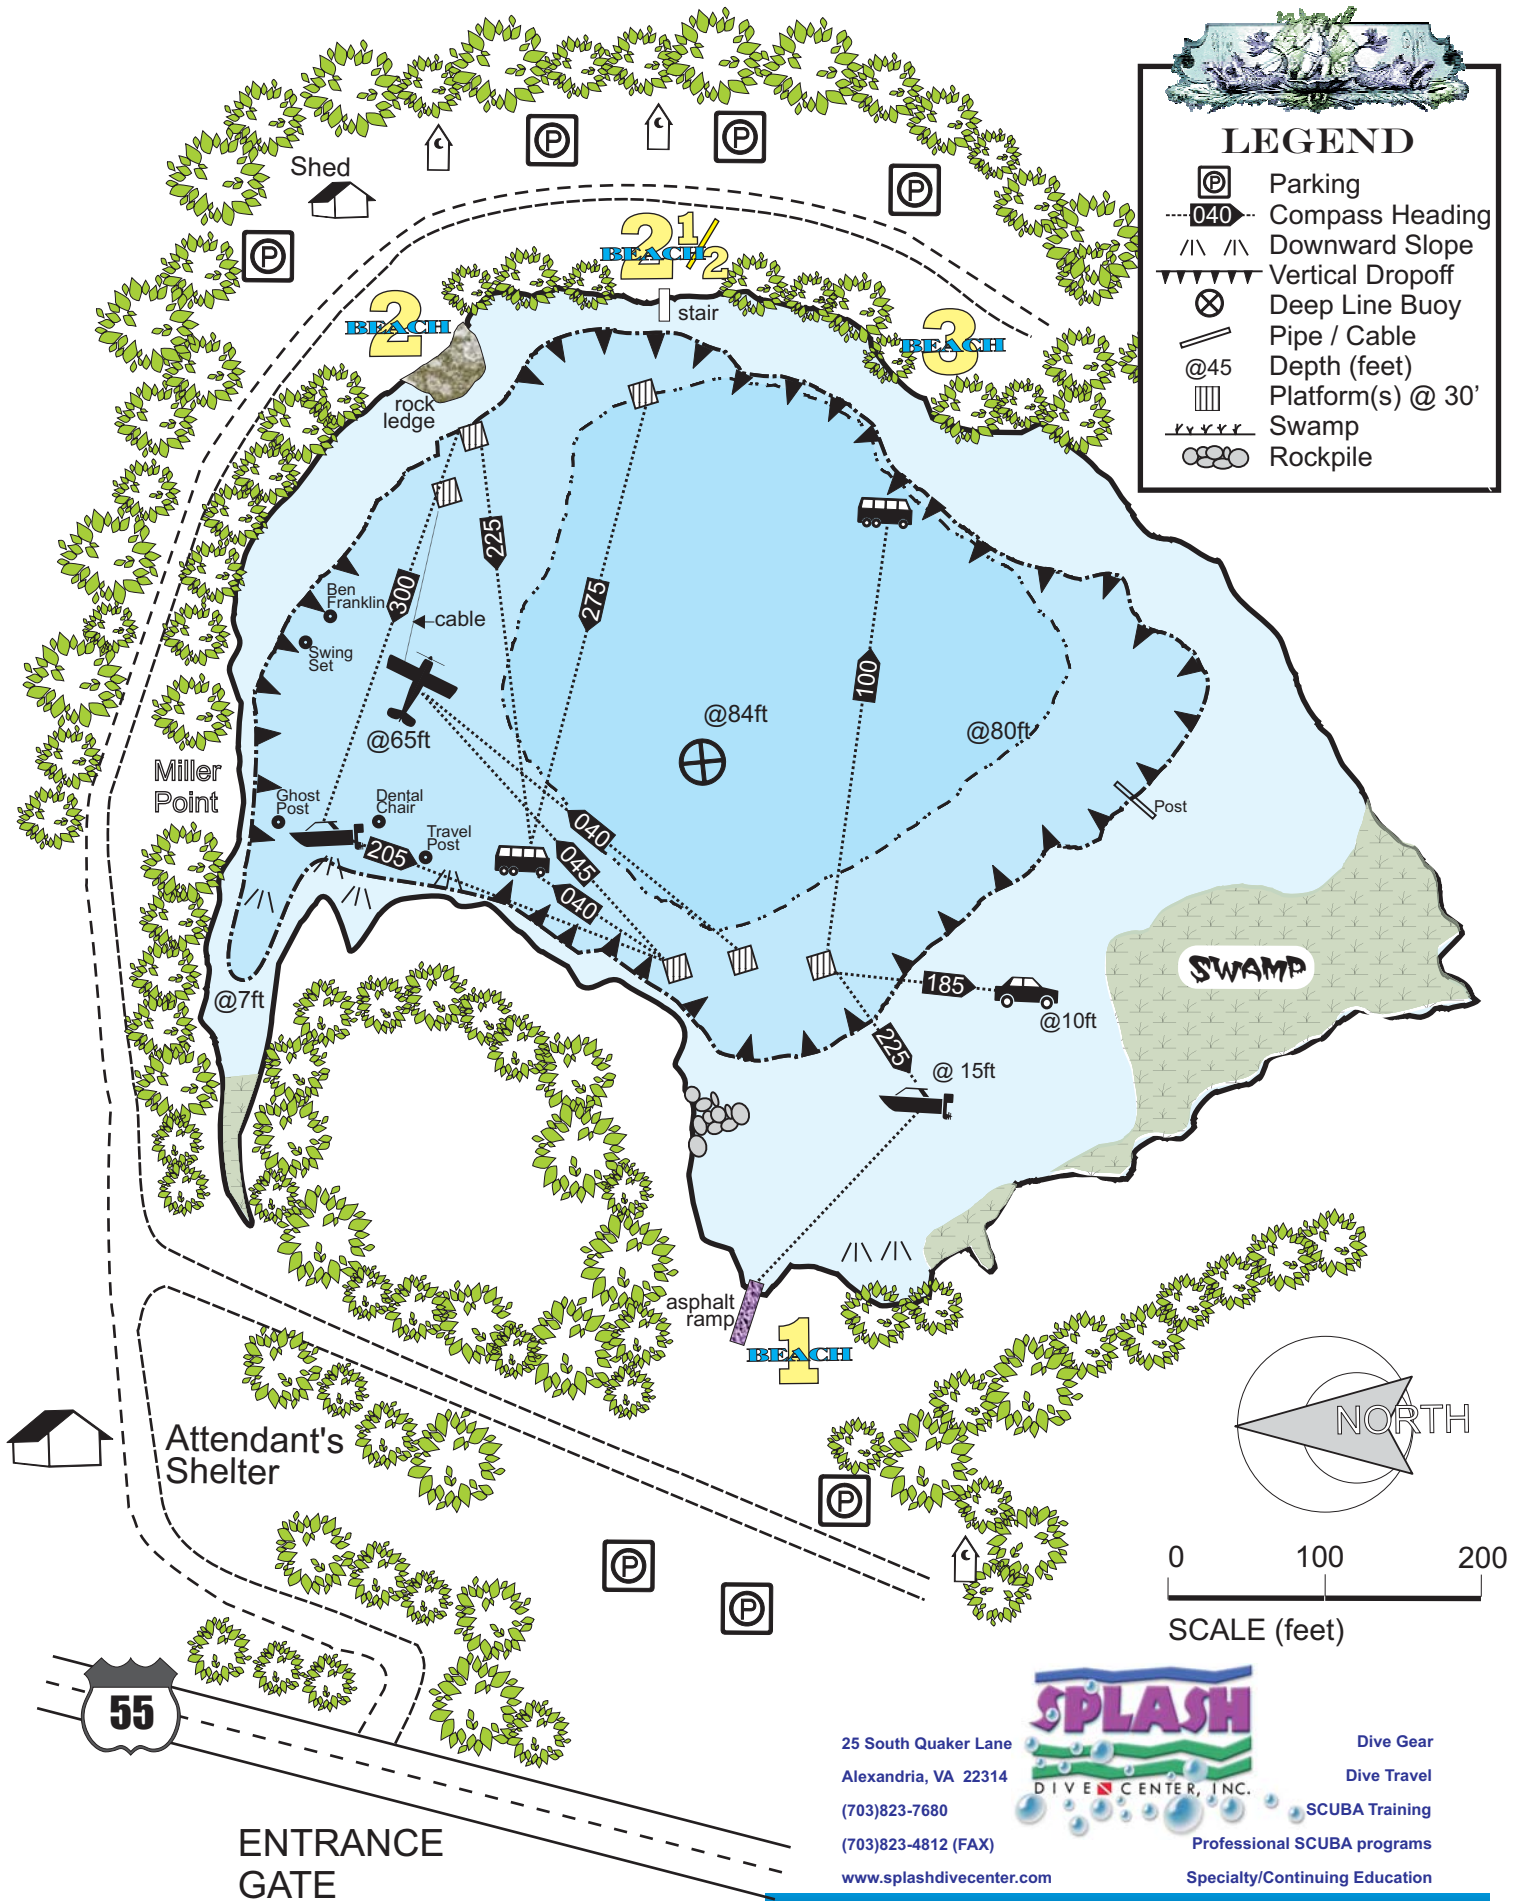 LEGEND
Parking
040 Compass Heading
Downward Slope
Vertical Dropoff
Deep Line Buoy
Pipe / Cable
@45 Depth (feet)
Platform(s) @ 30'
Swamp
Rockpile
P
P
P
P
P
Shed
BEACH 2 1/2
stair
BEACH 2
BEACH 3
rock
ledge
225
300
275
100
cable
Ben
Franklin
Swing
Set
@65ft
@84ft
@80ft
Miller
Point
Ghost
Post
Dental
Chair
Travel
Post
Post
205
040
045
040
SWAMP
185
@10ft
@7ft
225
@ 15ft
asphalt
ramp
BEACH 1
NORTH
Attendant's
Shelter
P
P
P
0 100 200
SCALE (feet)
55
ENTRANCE
GATE
SPLASH
DIVE CENTER, INC.
25 South Quaker Lane
Alexandria, VA 22314
(703)823-7680
(703)823-4812 (FAX)
www.splashdivecenter.com
Dive Gear
Dive Travel
SCUBA Training
Professional SCUBA programs
Specialty/Continuing Education